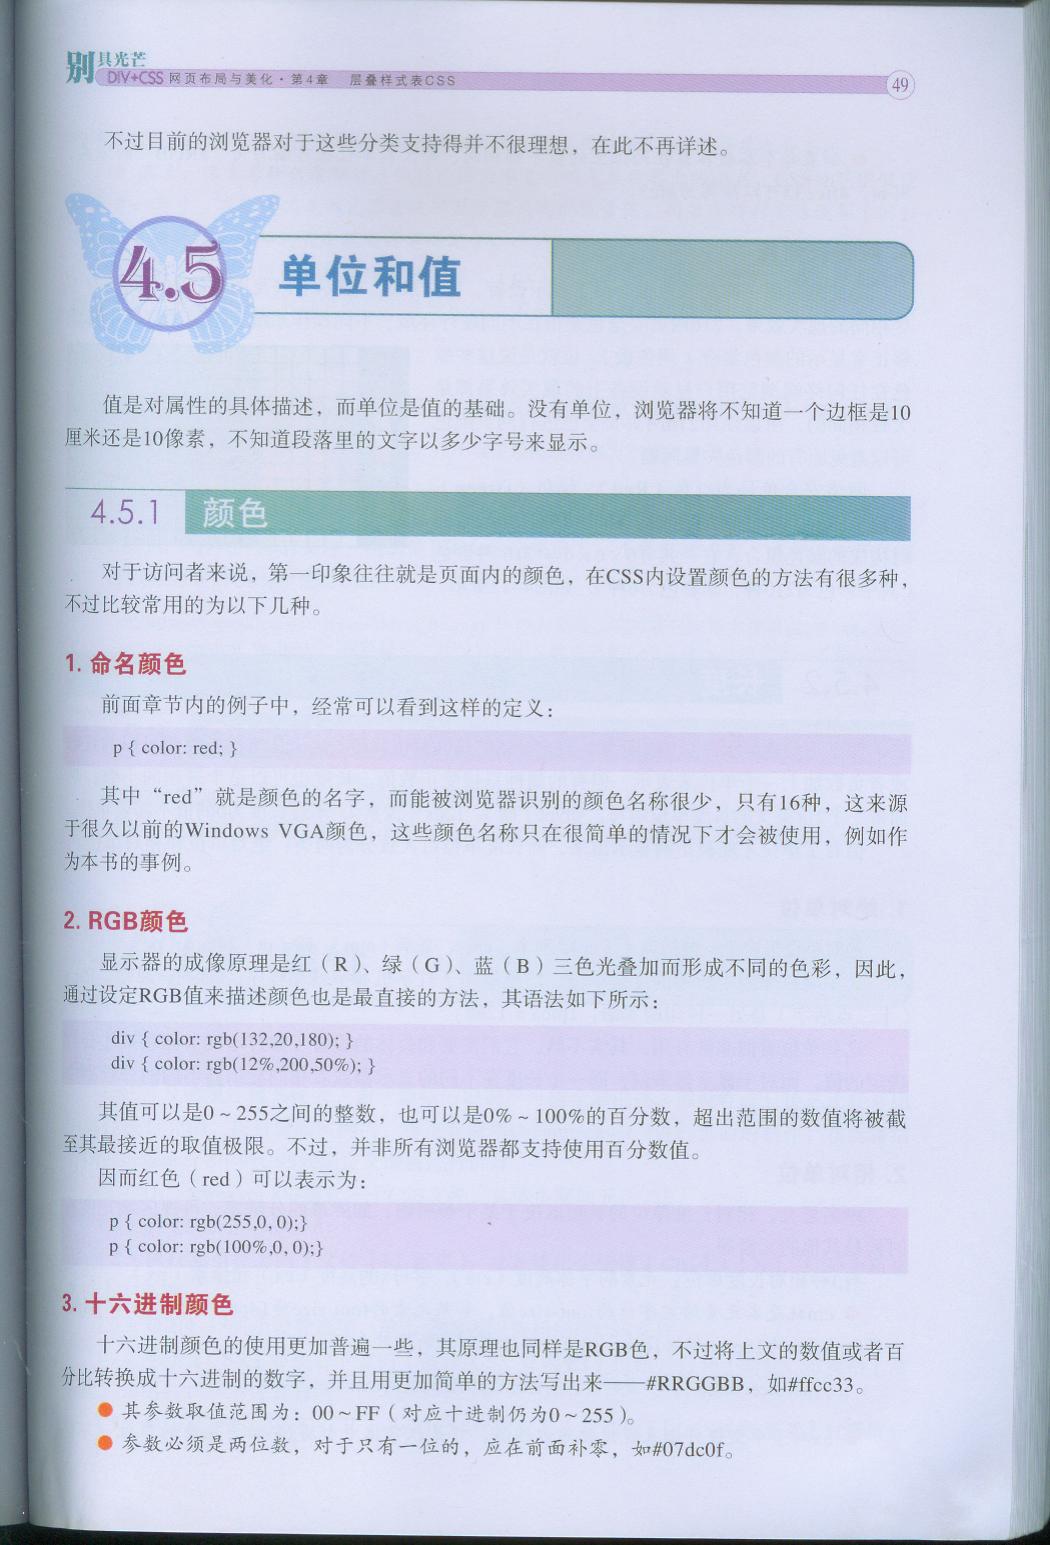 别具光芒
DIV+CSS 网页布局与美化·第4章 层叠样式表CSS
49
不过目前的浏览器对于这些分类支持得并不很理想，在此不再详述。
4.5 单位和值
值是对属性的具体描述，而单位是值的基础。没有单位，浏览器将不知道一个边框是10
厘米还是10像素，不知道段落里的文字以多少字号来显示。
4.5.1 颜色
对于访问者来说，第一印象往往就是页面内的颜色，在CSS内设置颜色的方法有很多种，
不过比较常用的为以下几种。
1. 命名颜色
前面章节内的例子中，经常可以看到这样的定义：
p { color: red; }
其中“red”就是颜色的名字，而能被浏览器识别的颜色名称很少，只有16种，这来源
于很久以前的Windows VGA颜色，这些颜色名称只在很简单的情况下才会被使用，例如作
为本书的事例。
2. RGB颜色
显示器的成像原理是红（R）、绿（G）、蓝（B）三色光叠加而形成不同的色彩，因此，
通过设定RGB值来描述颜色也是最直接的方法，其语法如下所示：
div { color: rgb(132,20,180); }
div { color: rgb(12%,200,50%); }
其值可以是0～255之间的整数，也可以是0%～100%的百分数，超出范围的数值将被截
至其最接近的取值极限。不过，并非所有浏览器都支持使用百分数值。
因而红色（red）可以表示为：
p { color: rgb(255,0, 0);}
p { color: rgb(100%,0, 0);}
3. 十六进制颜色
十六进制颜色的使用更加普遍一些，其原理也同样是RGB色，不过将上文的数值或者百
分比转换成十六进制的数字，并且用更加简单的方法写出来——#RRGGBB，如#ffcc33。
● 其参数取值范围为：00～FF（对应十进制仍为0～255）。
● 参数必须是两位数，对于只有一位的，应在前面补零，如#07dc0f。